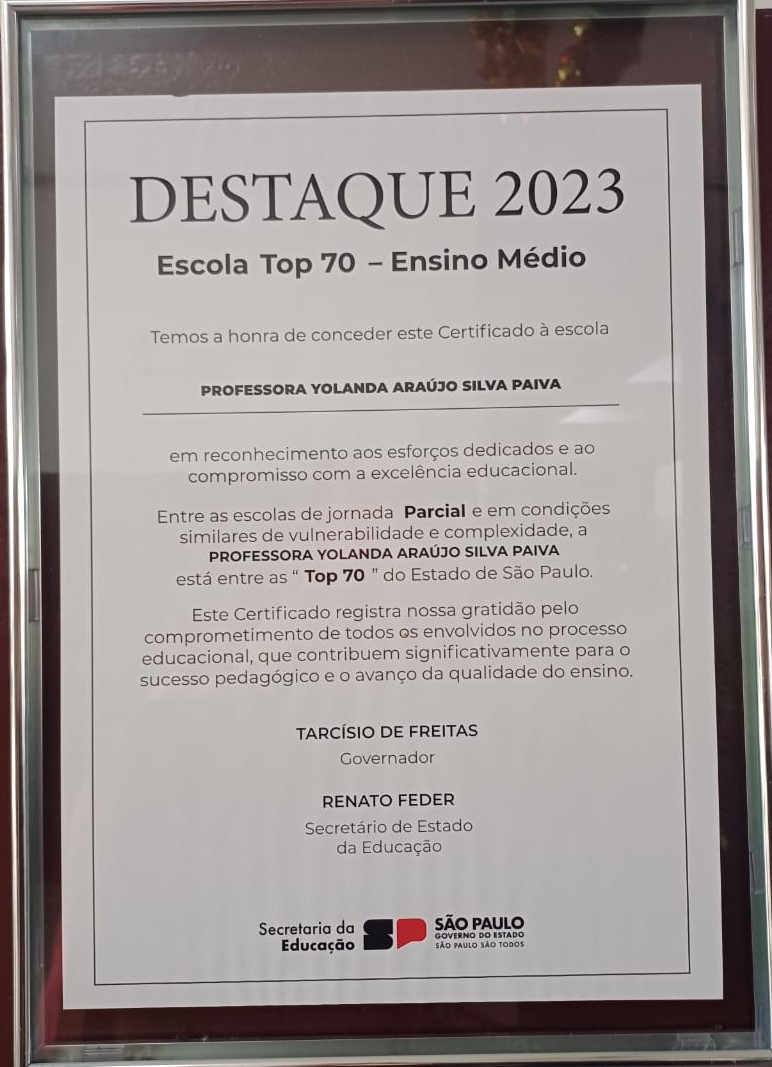 DESTAQUE 2023
Escola Top 70 – Ensino Médio
Temos a honra de conceder este Certificado à escola
PROFESSORA YOLANDA ARAÚJO SILVA PAIVA
em reconhecimento aos esforços dedicados e ao
compromisso com a excelência educacional.
Entre as escolas de jornada Parcial e em condições
similares de vulnerabilidade e complexidade, a
PROFESSORA YOLANDA ARAÚJO SILVA PAIVA
está entre as “ Top 70 ” do Estado de São Paulo.
Este Certificado registra nossa gratidão pelo
comprometimento de todos os envolvidos no processo
educacional, que contribuem significativamente para o
sucesso pedagógico e o avanço da qualidade do ensino.
TARCÍSIO DE FREITAS
Governador
RENATO FEDER
Secretário de Estado
da Educação
Secretaria da
Educação
SP
SÃO PAULO
GOVERNO DO ESTADO
SÃO PAULO SÃO TODOS